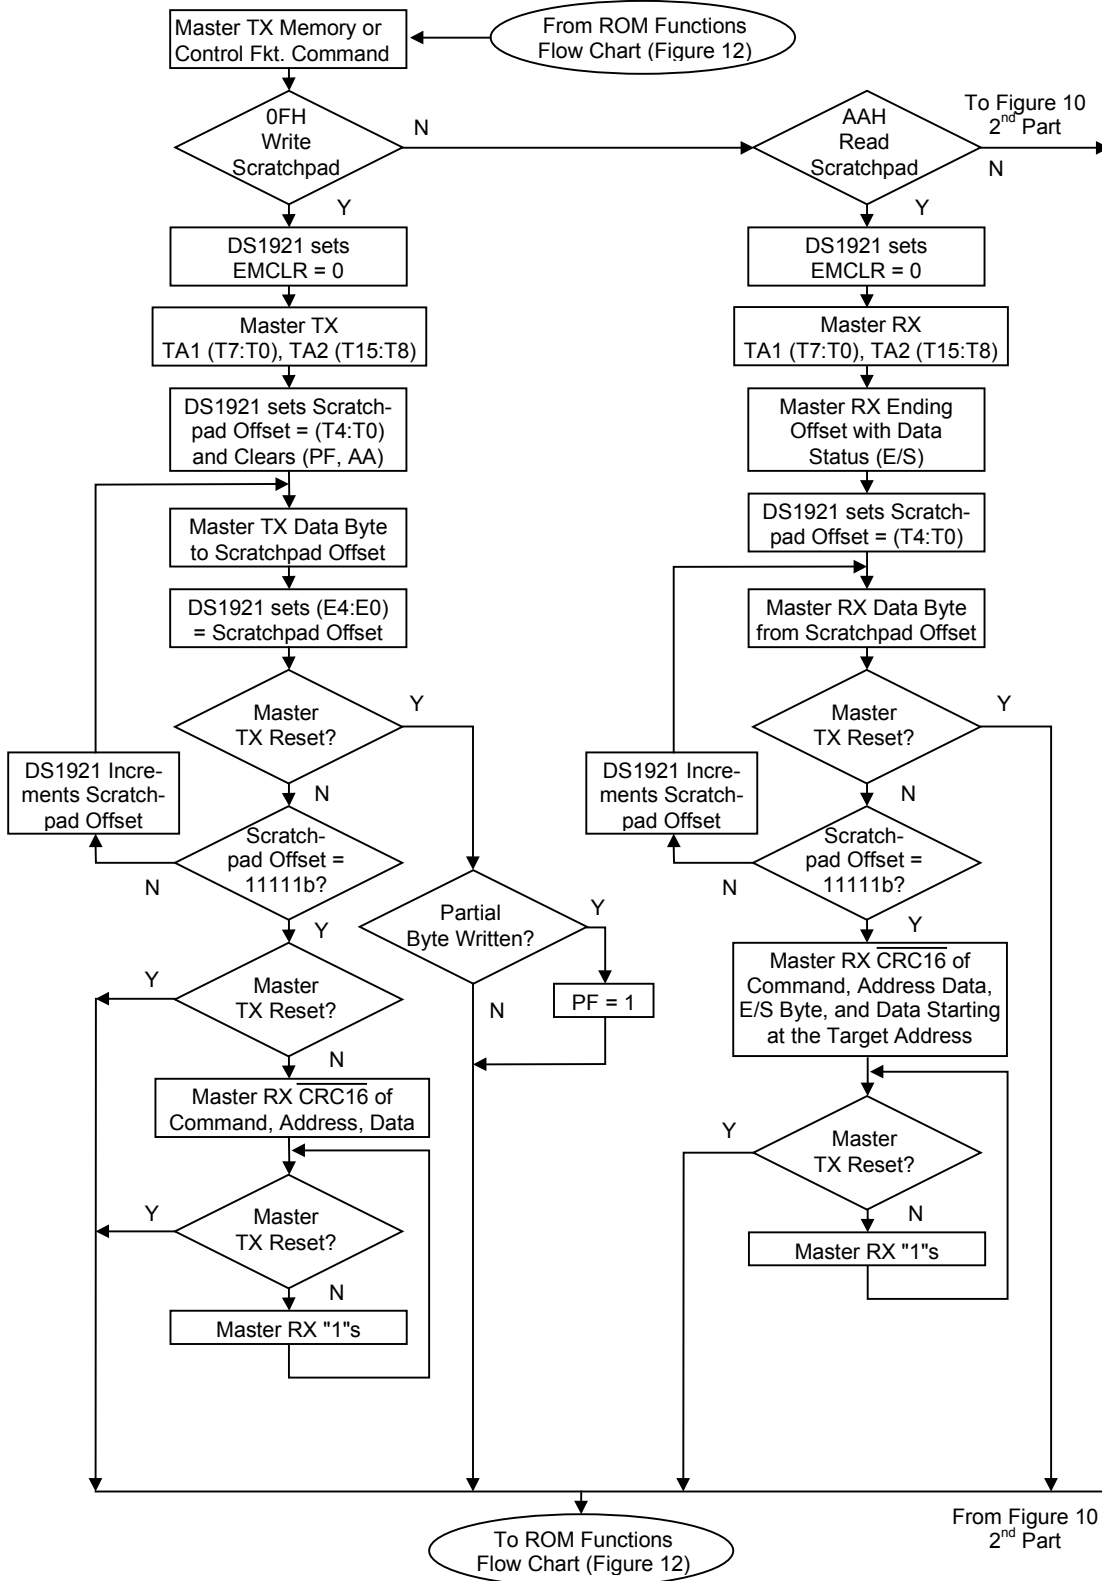 Master TX Memory or
Control Fkt. Command
From ROM Functions
Flow Chart (Figure 12)
0FH
Write
Scratchpad
N
Y
AAH
Read
Scratchpad
To Figure 10
2nd Part
N
Y
DS1921 sets
EMCLR = 0
Master TX
TA1 (T7:T0), TA2 (T15:T8)
DS1921 sets Scratch-
pad Offset = (T4:T0)
and Clears (PF, AA)
Master TX Data Byte
to Scratchpad Offset
DS1921 sets (E4:E0)
= Scratchpad Offset
Master
TX Reset?
Y
N
DS1921 Incre-
ments Scratch-
pad Offset
Scratch-
pad Offset =
11111b?
N
Y
Partial
Byte Written?
Y
N
PF = 1
Master
TX Reset?
Y
N
Master RX CRC16 of
Command, Address, Data
Master
TX Reset?
Y
N
Master RX "1"s
DS1921 sets
EMCLR = 0
Master RX
TA1 (T7:T0), TA2 (T15:T8)
Master RX Ending
Offset with Data
Status (E/S)
DS1921 sets Scratch-
pad Offset = (T4:T0)
Master RX Data Byte
from Scratchpad Offset
Master
TX Reset?
Y
N
DS1921 Incre-
ments Scratch-
pad Offset
Scratch-
pad Offset =
11111b?
N
Y
Master RX CRC16 of
Command, Address Data,
E/S Byte, and Data Starting
at the Target Address
Master
TX Reset?
Y
N
Master RX "1"s
From Figure 10
2nd Part
To ROM Functions
Flow Chart (Figure 12)